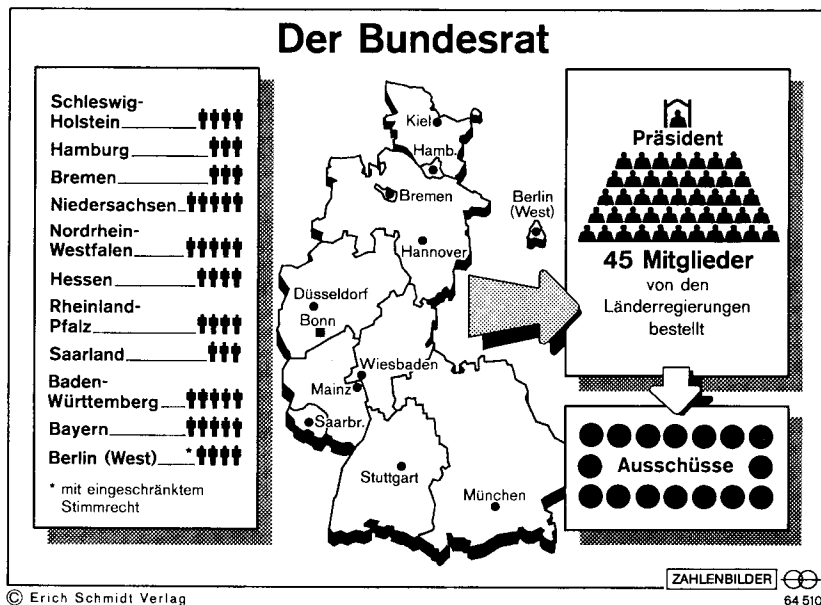 Der Bundesrat
Schleswig-
Holstein
Hamburg
Bremen
Niedersachsen
Nordrhein-
Westfalen
Hessen
Rheinland-
Pfalz
Saarland
Baden-
Württemberg
Bayern
Berlin (West) *
* mit eingeschränktem
Stimmrecht
Kiel
Hamb.
Bremen
Berlin
(West)
Hannover
Düsseldorf
Bonn
Wiesbaden
Mainz
Saarbr.
Stuttgart
München
Präsident
45 Mitglieder
von den
Länderregierungen
bestellt
Ausschüsse
ZAHLENBILDER
© Erich Schmidt Verlag
64 510